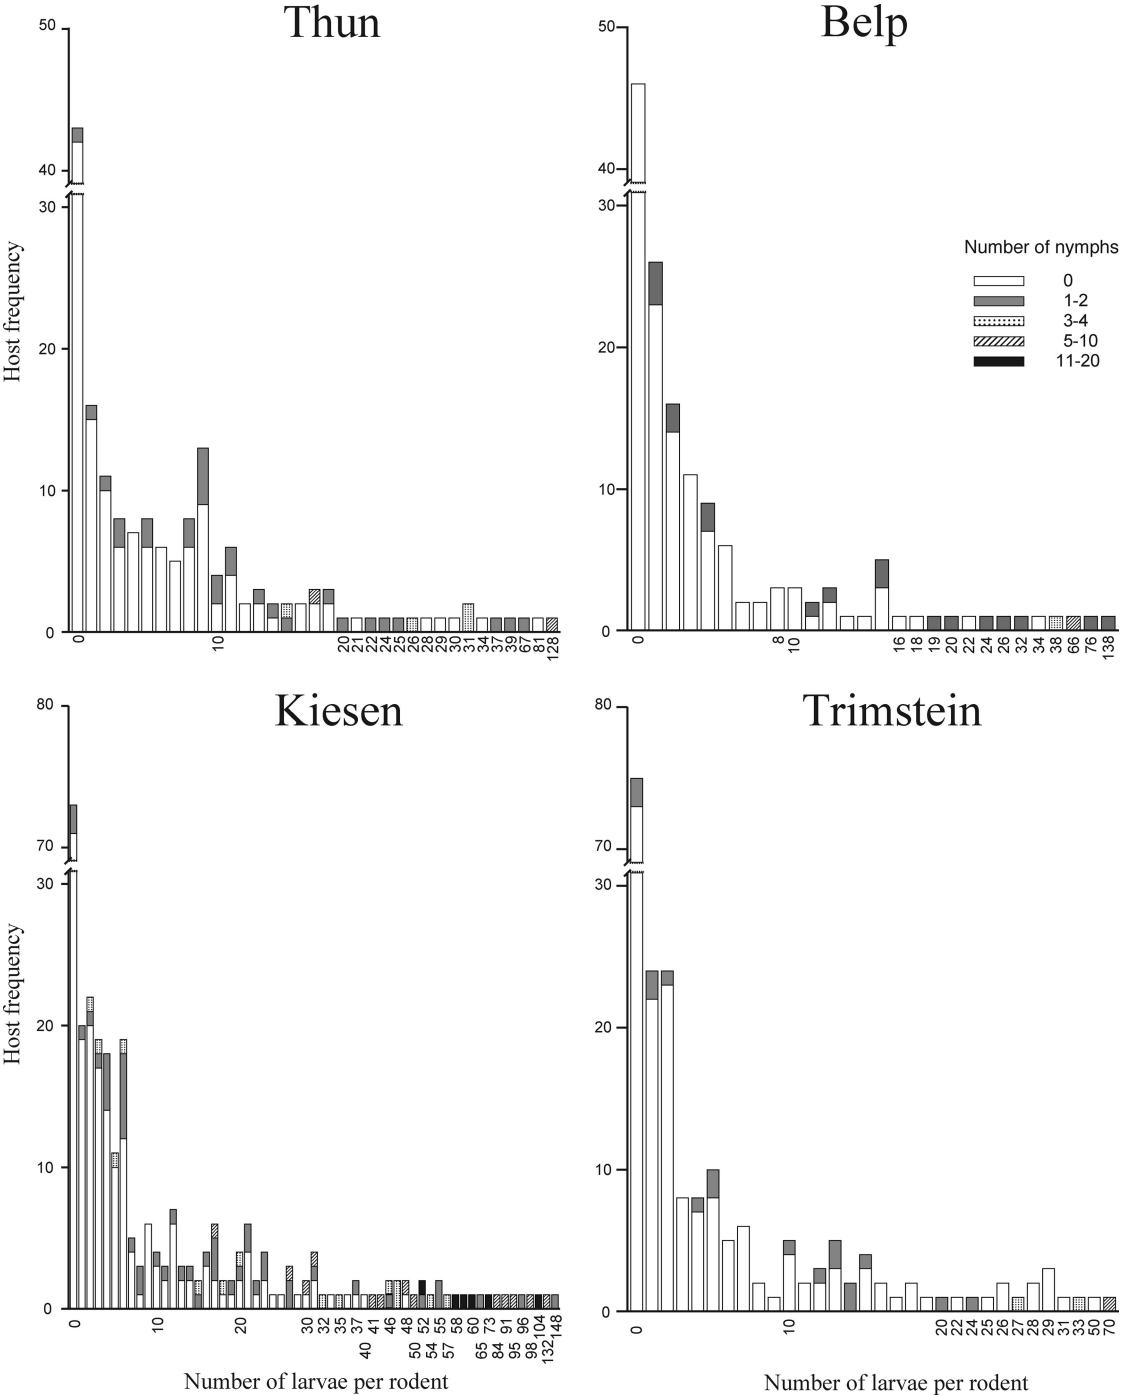 Thun
50
40
30
20
10
0
Host frequency
0 10 20 21 22 24 25 26 28 29 30 31 34 37 39 67 81 128
Belp
50
40
30
20
10
0
Number of nymphs
0
1-2
3-4
5-10
11-20
0 8 10 16 18 19 20 22 24 26 32 34 38 66 76 138
Kiesen
80
70
30
20
10
0
Host frequency
0 10 20 30 32 35 37 41 46 48 52 55 58 60 73 91 96 104 148
40 50 54 57 65 84 95 98 132
Number of larvae per rodent
Trimstein
80
70
30
20
10
0
0 10 20 22 24 25 26 27 28 29 31 33 50 70
Number of larvae per rodent